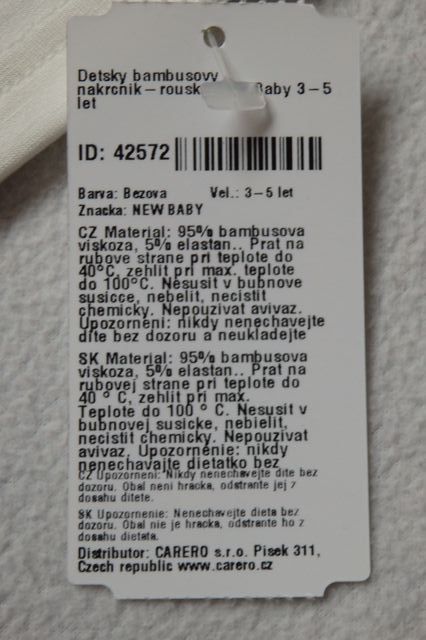 Detsky bambusovy
nakrcnik – rousk Baby 3 – 5
let
ID: 42572
Barva: Bezova Vel.: 3 – 5 let
Znacka: NEW BABY
CZ Material: 95% bambusova
viskoza, 5% elastan.. Prat na
rubove strane pri teplote do
40°C, zehlit pri max. teplote
do 100°C. Nesusit v bubnove
susicce, nebelit, necistit
chemicky. Nepouzivat avivaz.
Upozorneni: nikdy nenechavejte
dite bez dozoru a neukladejte
SK Material: 95% bambusova
viskoza, 5% elastan.. Prat na
rubovej strane pri teplote do
40 ° C, zehlit pri max.
Teplote do 100 ° C. Nesusit v
bubnovej susicke, nebielit,
necistit chemicky. Nepouzivat
avivaz. Upozornenie: nikdy
nenechavajte dietatko bez
CZ Upozorneni: Nikdy nenechavejte dite bez
dozoru. Obal neni hracka, odstrante jej z
dosahu ditete.
SK Upozornenie: Nenechavejte dieta bez
dozoru. Obal nie je hracka, odstrante ho z
dosahu dietata.
Distributor: CARERO s.r.o. Pisek 311,
Czech republic www.carero.cz